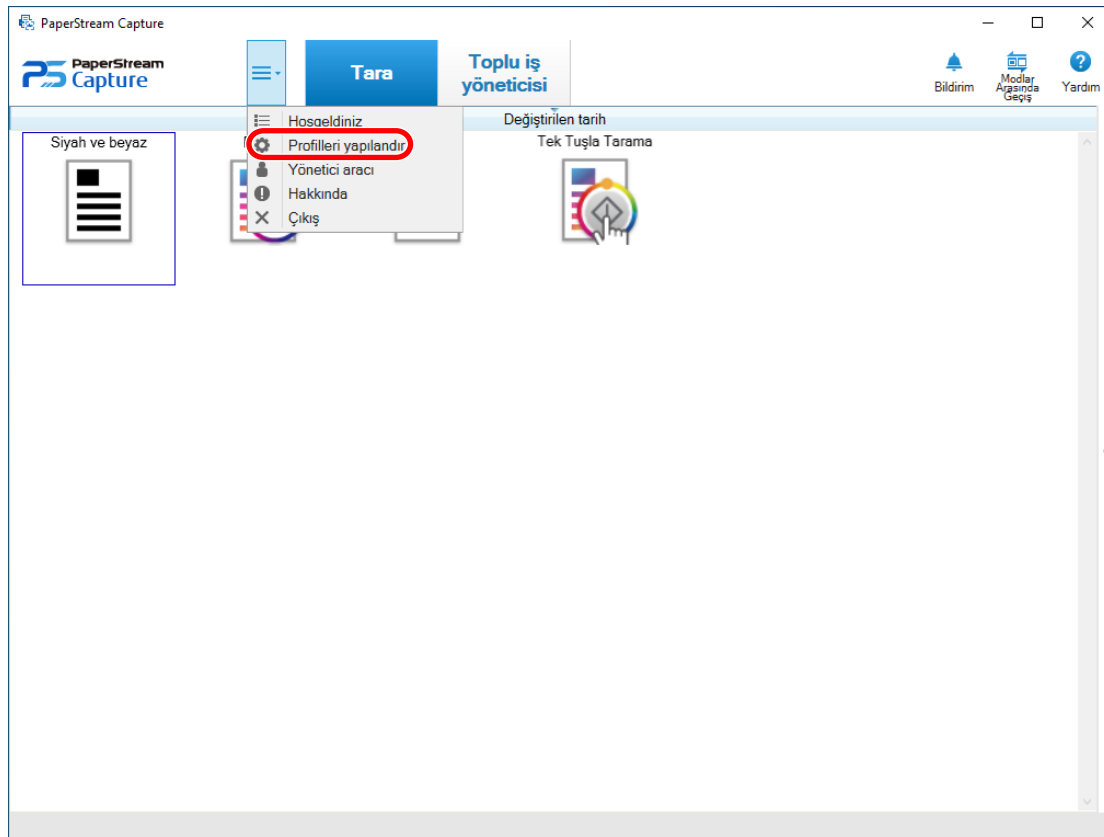 PaperStream Capture
PaperStream
Capture
Tara
Toplu iş
yöneticisi
Bildirim
Modlar
Arasında
Geçiş
Yardım
Değiştirilen tarih
Hoşgeldiniz
Profilleri yapılandır
Yönetici aracı
Hakkında
Çıkış
Siyah ve beyaz
Tek Tuşla Tarama